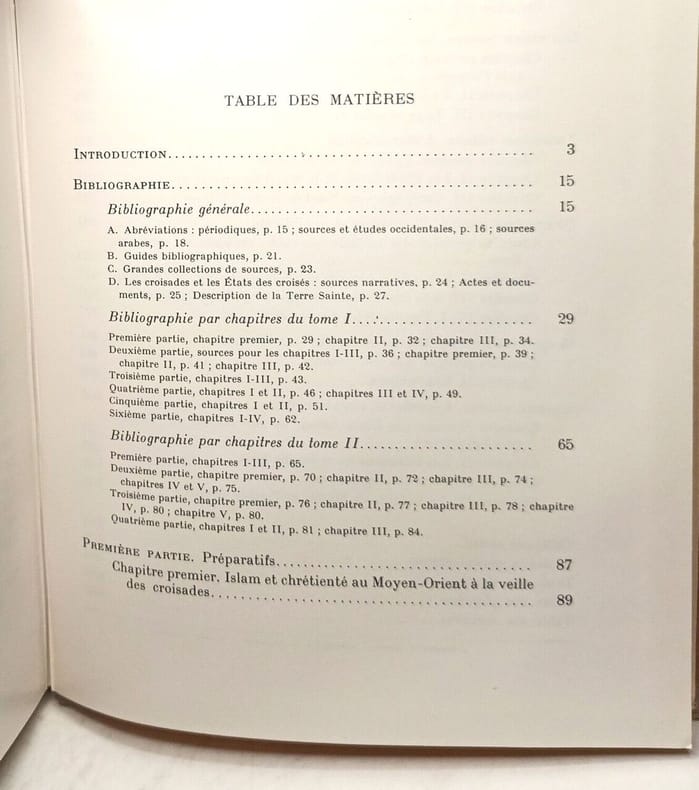 TABLE DES MATIÈRES
INTRODUCTION........................................................ 3
BIBLIOGRAPHIE....................................................... 15
Bibliographie générale.......................................... 15
A. Abréviations : périodiques, p. 15 ; sources et études occidentales, p. 16 ; sources
arabes, p. 18.
B. Guides bibliographiques, p. 21.
C. Grandes collections de sources, p. 23.
D. Les croisades et les États des croisés : sources narratives, p. 24 ; Actes et docu-
ments, p. 25 ; Description de la Terre Sainte, p. 27.
Bibliographie par chapitres du tome I........................... 29
Première partie, chapitre premier, p. 29 ; chapitre II, p. 32 ; chapitre III, p. 34.
Deuxième partie, sources pour les chapitres I-III, p. 36 ; chapitre premier, p. 39 ;
chapitre II, p. 41 ; chapitre III, p. 42.
Troisième partie, chapitres I-III, p. 43.
Quatrième partie, chapitres I et II, p. 46 ; chapitres III et IV, p. 49.
Cinquième partie, chapitres I et II, p. 51.
Sixième partie, chapitres I-IV, p. 62.
Bibliographie par chapitres du tome II.......................... 65
Première partie, chapitres I-III, p. 65.
Deuxième partie, chapitre premier, p. 70 ; chapitre II, p. 72 ; chapitre III, p. 74 ;
chapitres IV et V, p. 75.
Troisième partie, chapitre premier, p. 76 ; chapitre II, p. 77 ; chapitre III, p. 78 ; chapitre
IV, p. 80 ; chapitre V, p. 80.
Quatrième partie, chapitres I et II, p. 81 ; chapitre III, p. 84.
PREMIÈRE PARTIE. Préparatifs...................................... 87
Chapitre premier. Islam et chrétienté au Moyen-Orient à la veille
des croisades................................................ 89